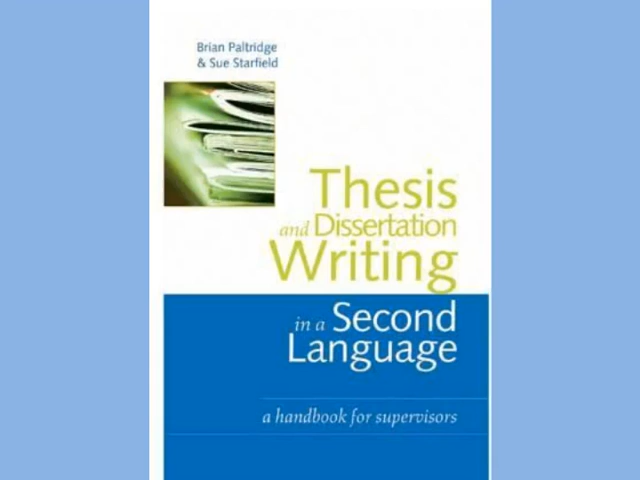 Brian Paltridge
& Sue Starfield
Thesis
and Dissertation
Writing
in a Second
Language
a handbook for supervisors